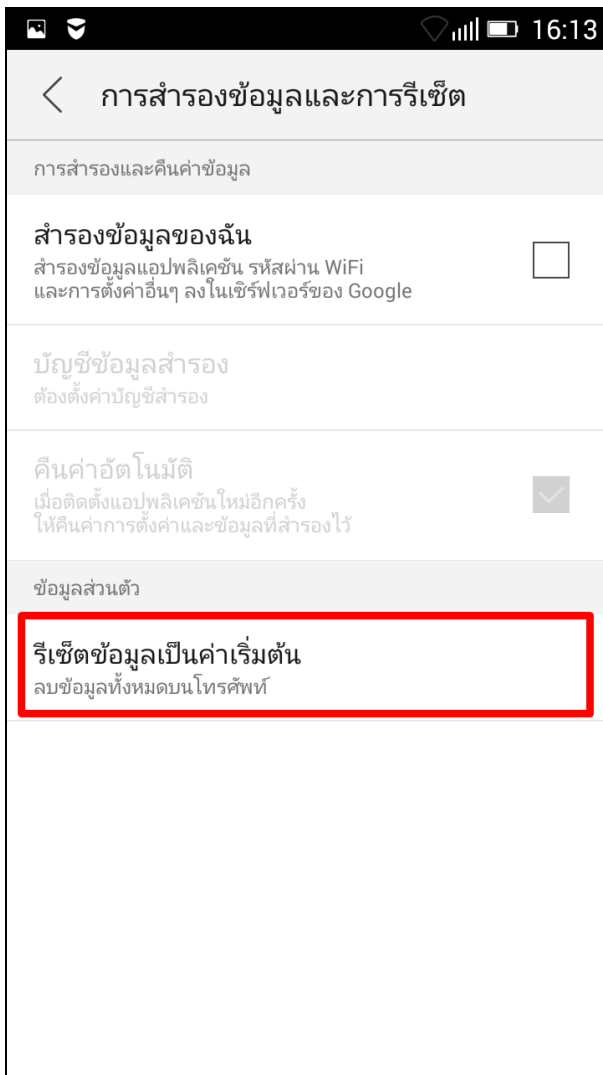 16:13
การสำรองข้อมูลและการรีเซ็ต
การสำรองและคืนค่าข้อมูล
สำรองข้อมูลของฉัน
สำรองข้อมูลแอปพลิเคชัน รหัสผ่าน WiFi
และการตั้งค่าอื่นๆ ลงในเซิร์ฟเวอร์ของ Google
บัญชีข้อมูลสำรอง
ต้องตั้งค่าบัญชีสำรอง
คืนค่าอัตโนมัติ
เมื่อติดตั้งแอปพลิเคชันใหม่อีกครั้ง
ให้คืนค่าการตั้งค่าและข้อมูลที่สำรองไว้
ข้อมูลส่วนตัว
รีเซ็ตข้อมูลเป็นค่าเริ่มต้น
ลบข้อมูลทั้งหมดบนโทรศัพท์